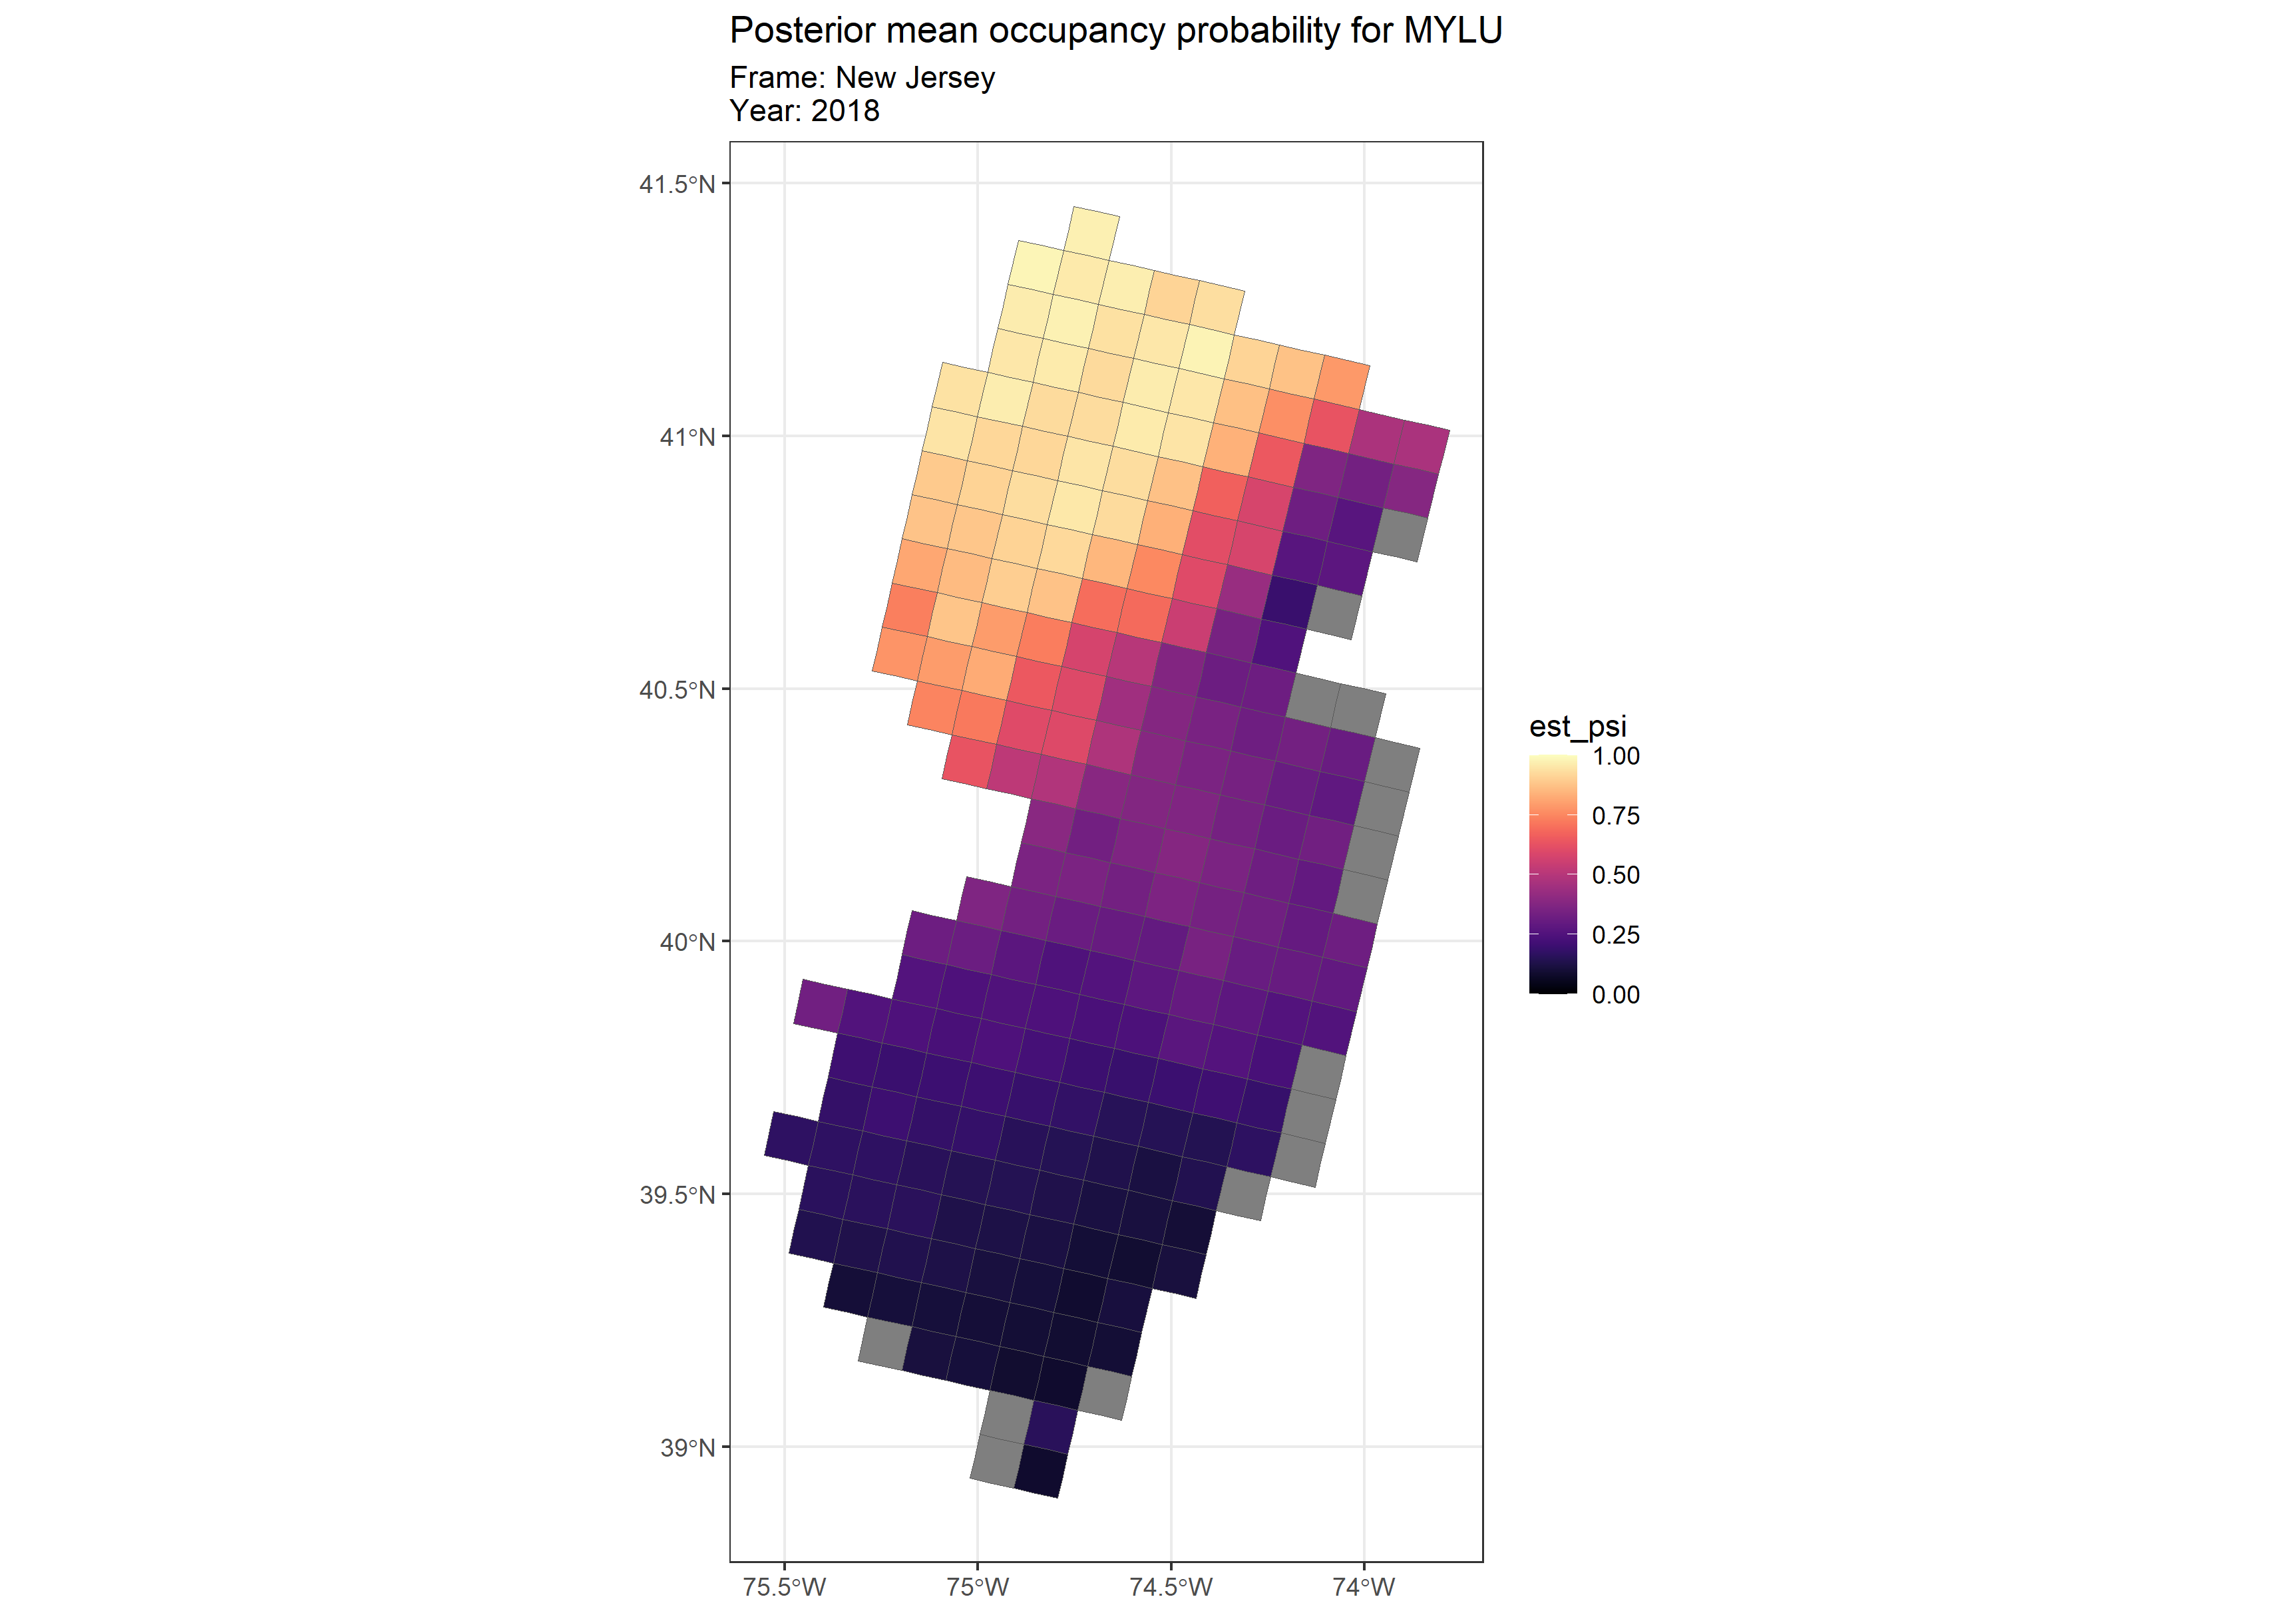 Posterior mean occupancy probability for MYLU
Frame: New Jersey
Year: 2018
41.5°N
41°N
40.5°N
40°N
39.5°N
39°N
75.5°W
75°W
74.5°W
74°W
est_psi
1.00
0.75
0.50
0.25
0.00